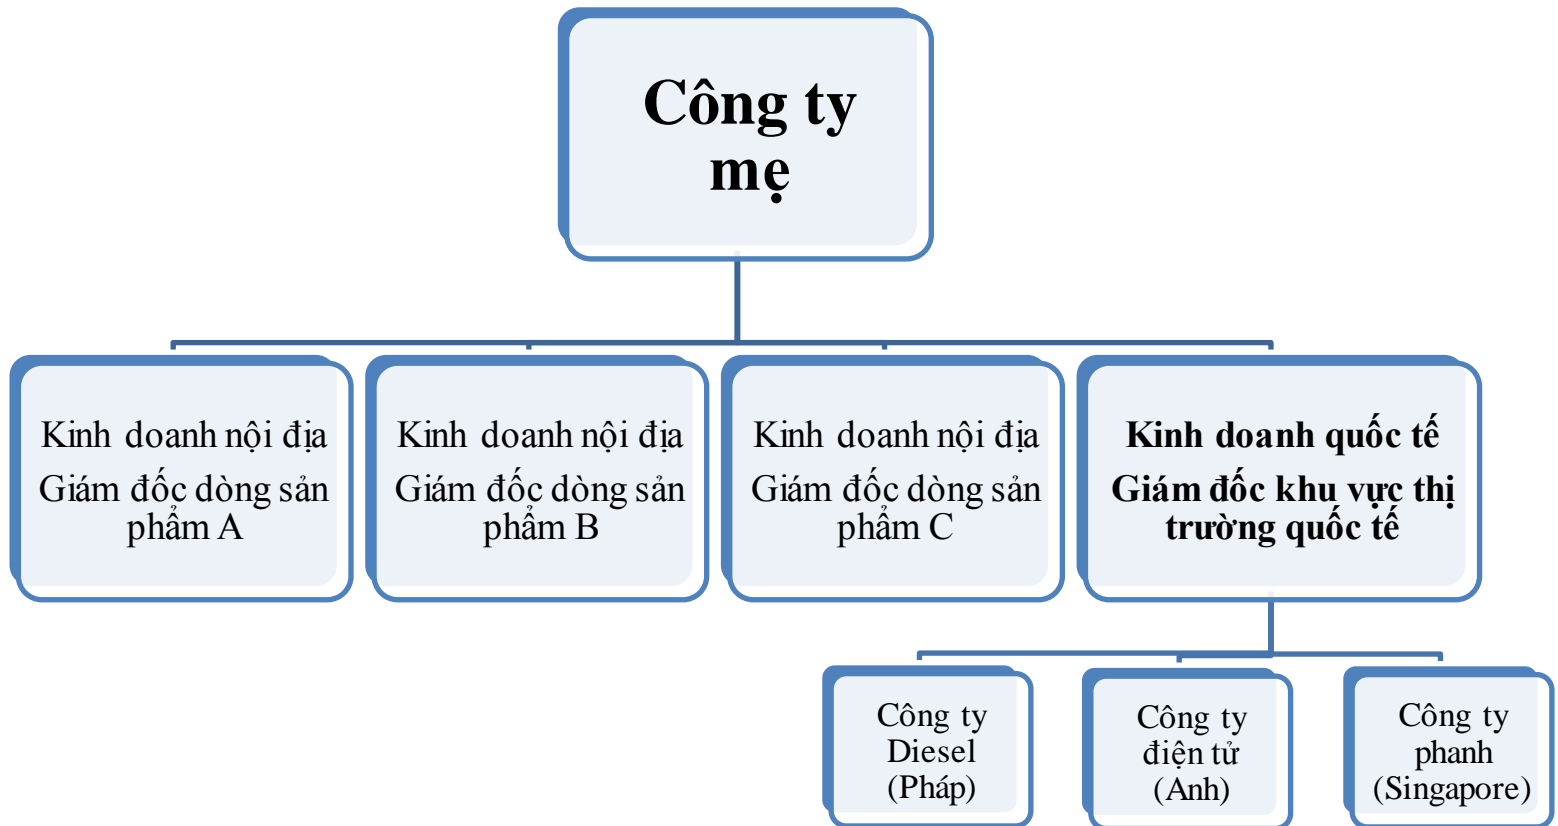 Công ty
mẹ
Kinh doanh nội địa
Giám đốc dòng sản
phẩm A
Kinh doanh nội địa
Giám đốc dòng sản
phẩm B
Kinh doanh nội địa
Giám đốc dòng sản
phẩm C
Kinh doanh quốc tế
Giám đốc khu vực thị
trường quốc tế
Công ty
Diesel
(Pháp)
Công ty
điện tử
(Anh)
Công ty
phanh
(Singapore)